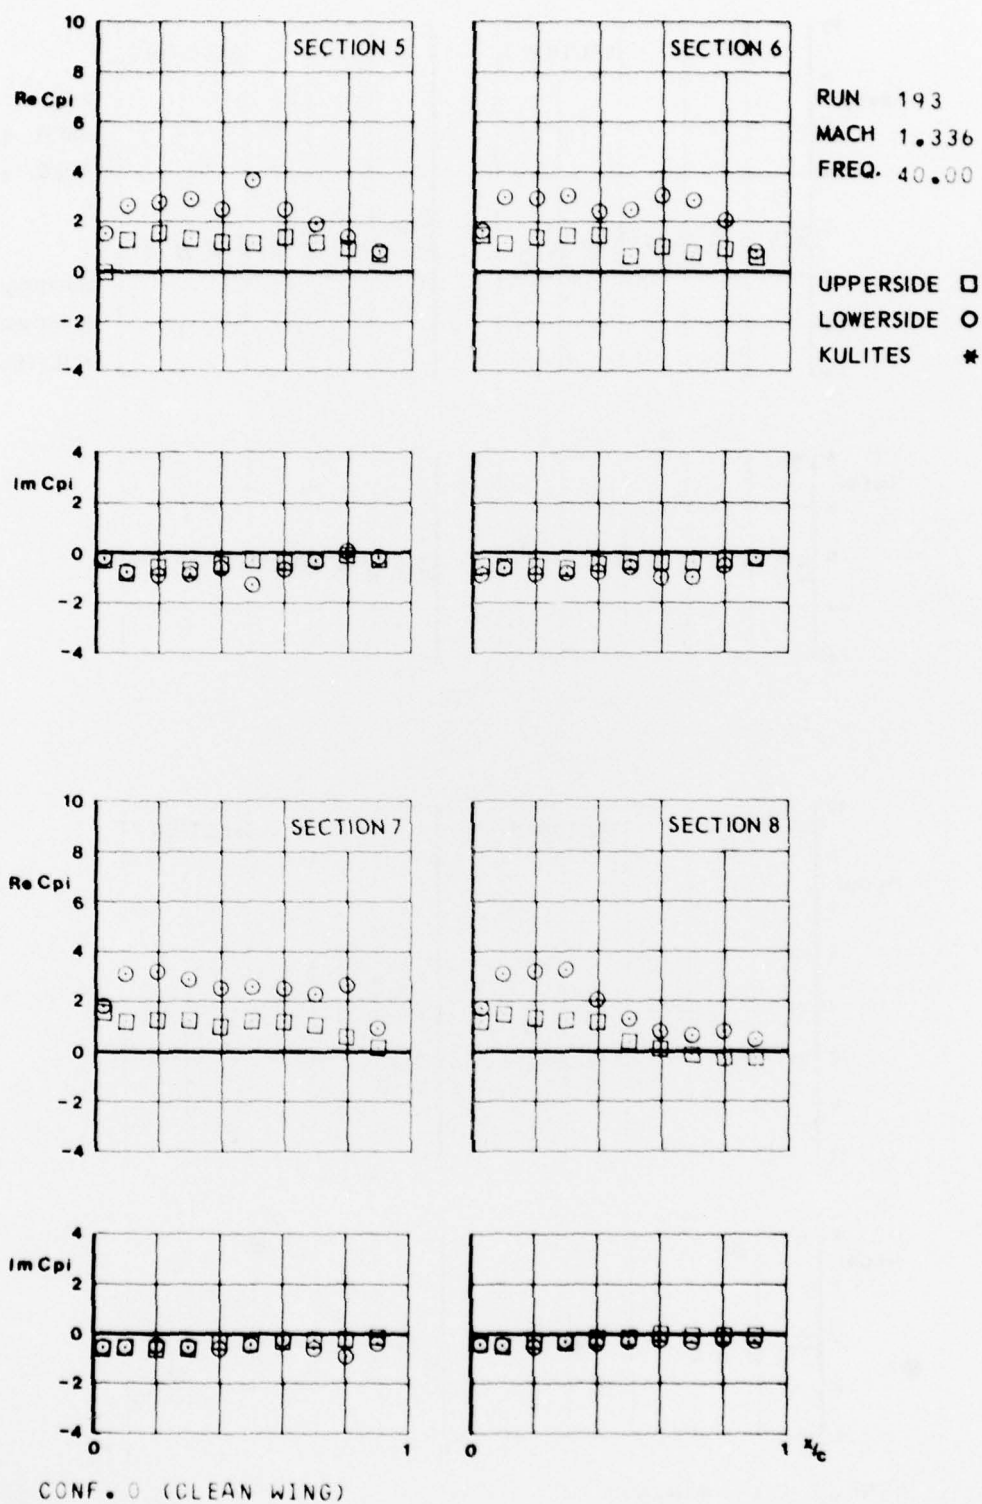 SECTION 5
10
8
6
4
2
0
-2
-4
Re Cpi
SECTION 6
RUN 193
MACH 1.336
FREQ. 40.00
UPPERSIDE □
LOWERSIDE ○
KULITES *
4
2
0
-2
-4
Im Cpi
SECTION 7
10
8
6
4
2
0
-2
-4
Re Cpi
SECTION 8
4
2
0
-2
-4
Im Cpi
0 1
0 1 x/c
CONF. 0 (CLEAN WING)